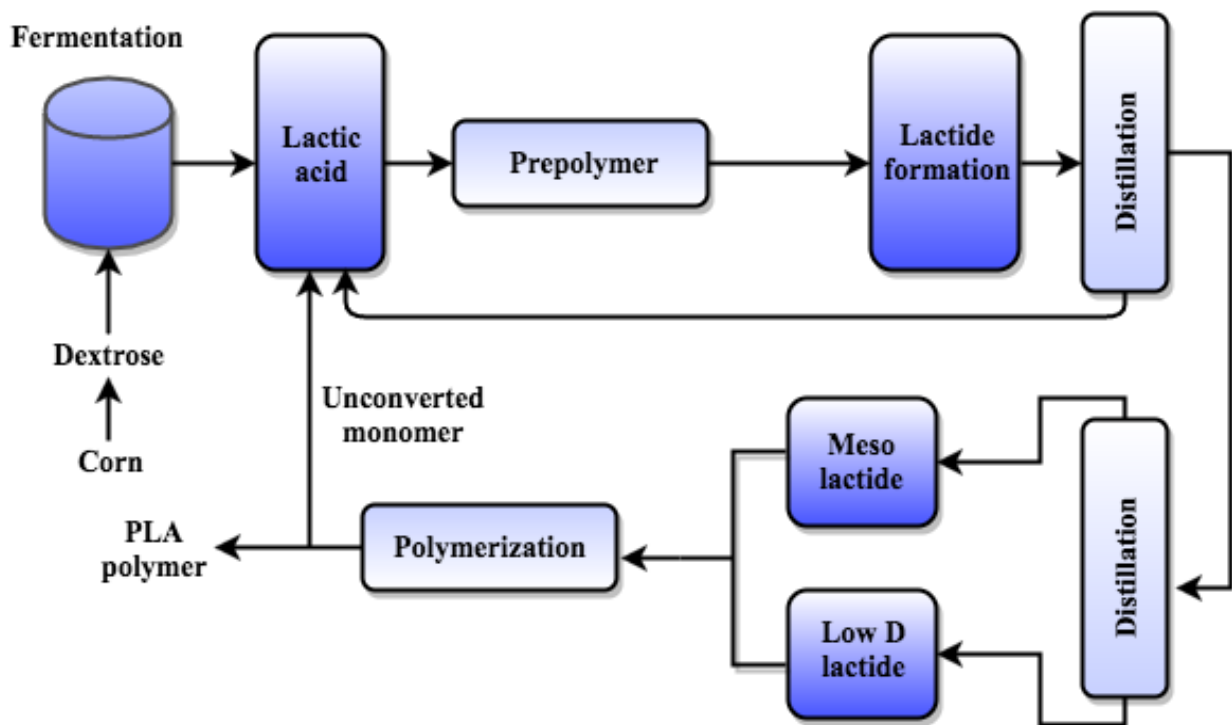 Fermentation
Lactic
acid
Prepolymer
Lactide
formation
Distillation
Dextrose
Corn
Unconverted
monomer
Meso
lactide
Distillation
PLA
polymer
Polymerization
Low D
lactide